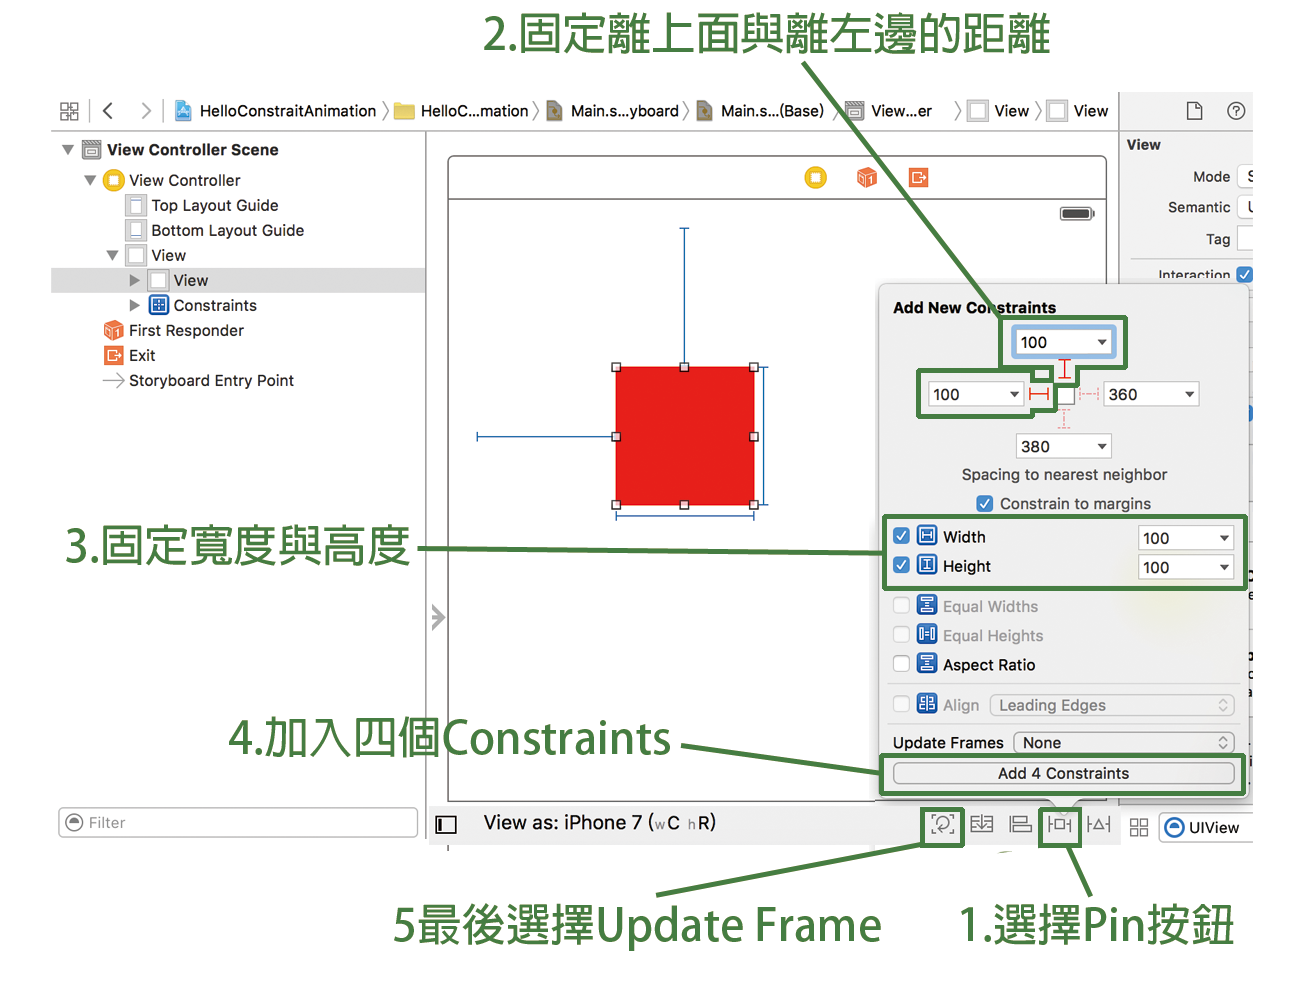 2.固定離上面與離左邊的距離
HelloConstraitAnimation
HelloC...mation
Main.s...yboard
Main.s...(Base)
View...er
View
View
View Controller Scene
View Controller
Top Layout Guide
Bottom Layout Guide
View
View
Constraints
First Responder
Exit
Storyboard Entry Point
View
Mode
Semantic
Tag
Interaction
Add New Constraints
100
100
360
380
Spacing to nearest neighbor
Constrain to margins
Width 100
Height 100
Equal Widths
Equal Heights
Aspect Ratio
Align Leading Edges
Update Frames None
Add 4 Constraints
3.固定寬度與高度
4.加入四個Constraints
Filter
View as: iPhone 7 (wC hR)
UIView
5最後選擇Update Frame
1.選擇Pin按鈕